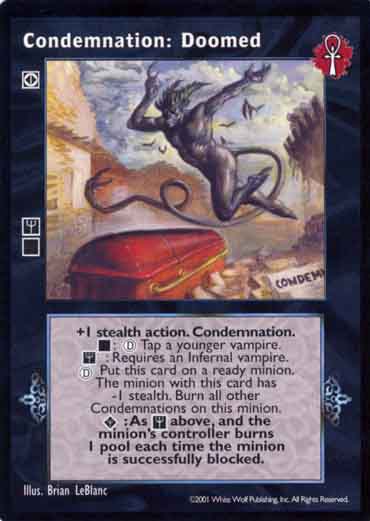 Condemnation: Doomed
CONDEM
+1 stealth action. Condemnation.
: D Tap a younger vampire.
: Requires an Infernal vampire.
D Put this card on a ready minion.
The minion with this card has
-1 stealth. Burn all other
Condemnations on this minion.
: As above, and the
minion's controller burns
1 pool each time the minion
is successfully blocked.
Illus. Brian LeBlanc
©2001 White Wolf Publishing, Inc. All Rights Reserved.